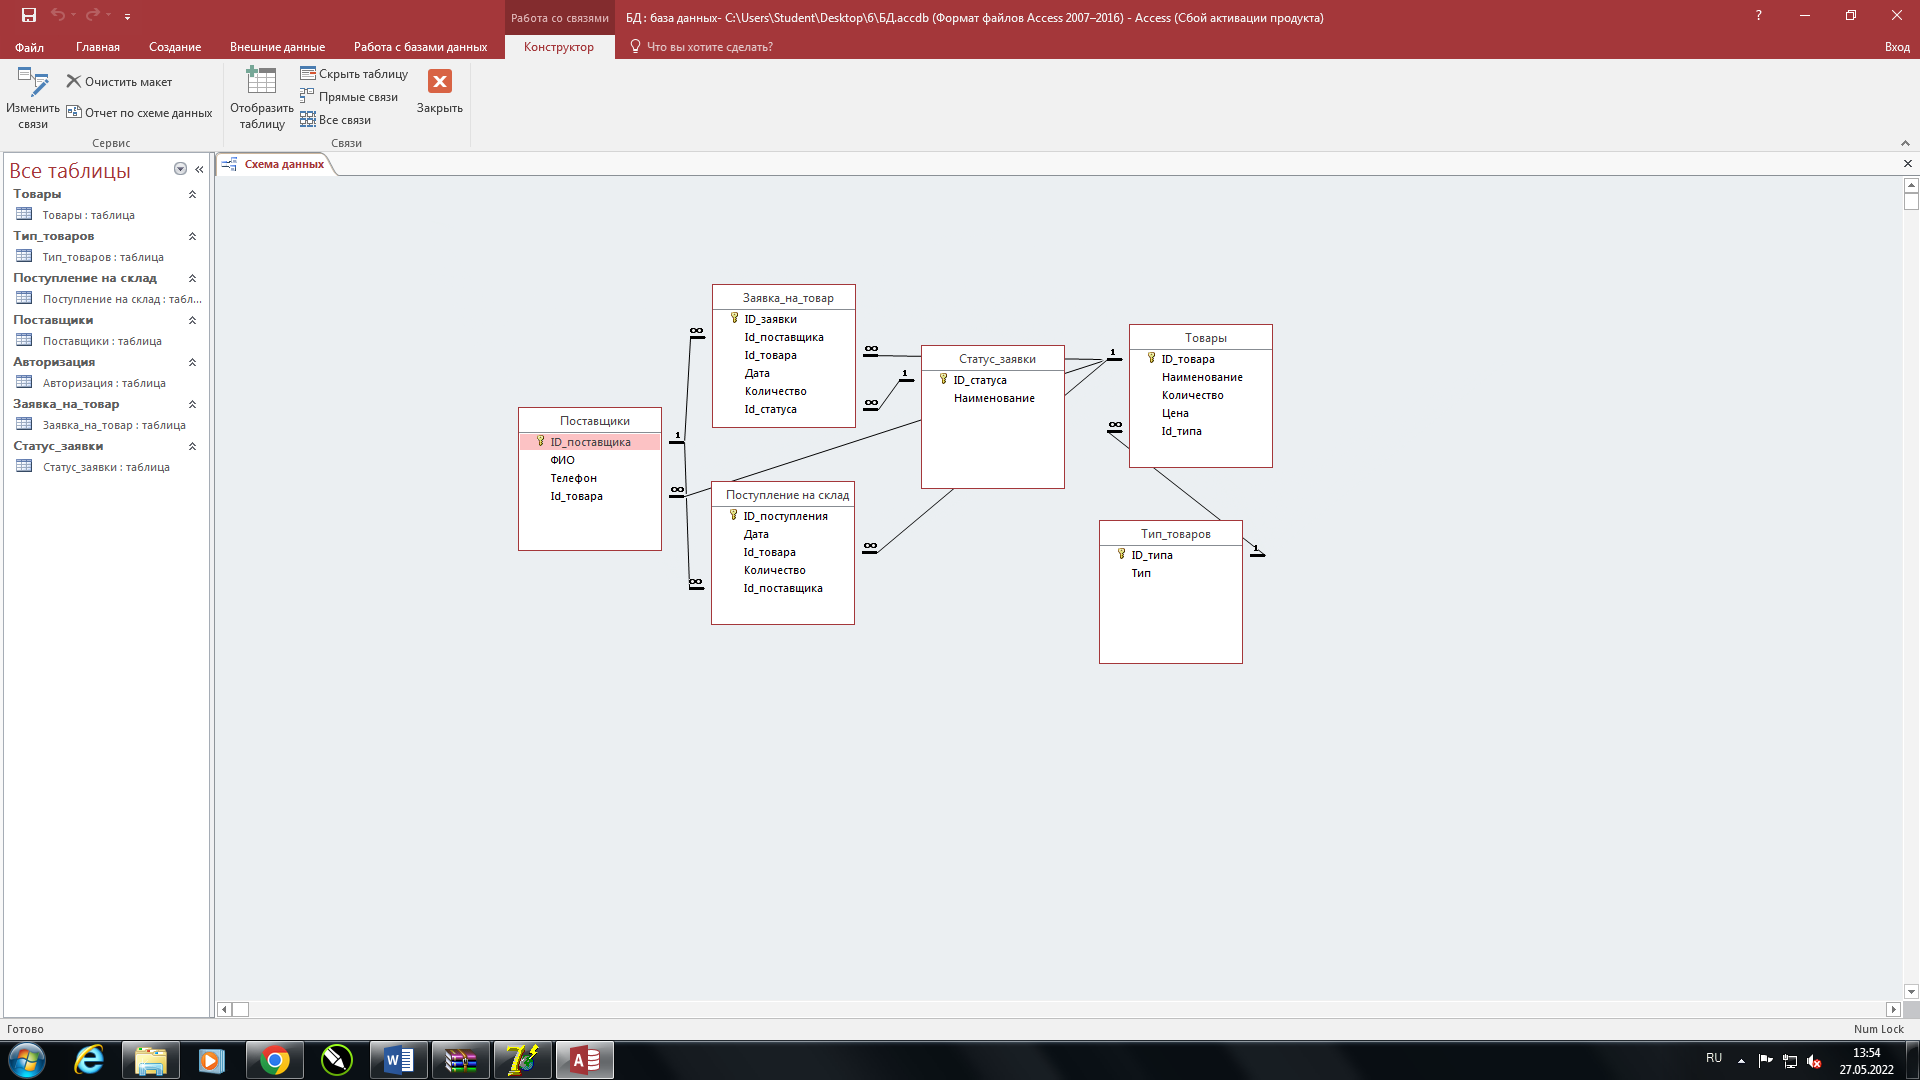 Работа со связями
БД : база данных- C:\Users\Student\Desktop\6\БД.accdb (Формат файлов Access 2007–2016) - Access (Сбой активации продукта)
?
Файл
Главная
Создание
Внешние данные
Работа с базами данных
Конструктор
Что вы хотите сделать?
Вход
Изменить связи
Очистить макет
Отчет по схеме данных
Сервис
Отобразить таблицу
Скрыть таблицу
Прямые связи
Все связи
Связи
Закрыть
Все таблицы
Товары
Товары : таблица
Тип_товаров
Тип_товаров : таблица
Поступление на склад
Поступление на склад : табл...
Поставщики
Поставщики : таблица
Авторизация
Авторизация : таблица
Заявка_на_товар
Заявка_на_товар : таблица
Статус_заявки
Статус_заявки : таблица
Схема данных
Заявка_на_товар
ID_заявки
Id_поставщика
Id_товара
Дата
Количество
Id_статуса
∞
∞
∞
Статус_заявки
ID_статуса
Наименование
1
Товары
ID_товара
Наименование
Количество
Цена
Id_типа
1
∞
Поставщики
ID_поставщика
ФИО
Телефон
Id_товара
1
∞
Поступление на склад
ID_поступления
Дата
Id_товара
Количество
Id_поставщика
∞
∞
Тип_товаров
ID_типа
Тип
1
Готово
Num Lock
RU
13:54
27.05.2022